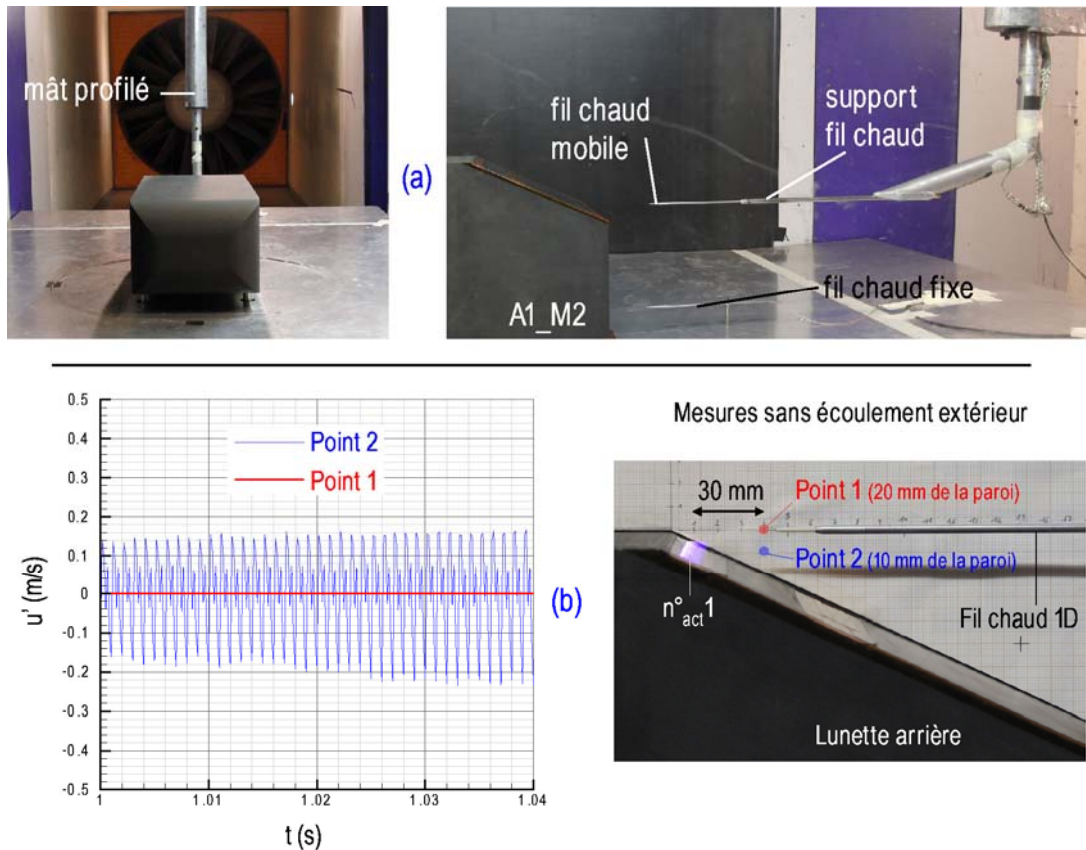 mât profilé
(a)
fil chaud
mobile
support
fil chaud
fil chaud fixe
A1_M2
Mesures sans écoulement extérieur
0.5
0.4
0.3
0.2
0.1
0
-0.1
-0.2
-0.3
-0.4
-0.5
u' (m/s)
Point 2
Point 1
1
1.01
1.02
1.03
1.04
t (s)
(b)
30 mm
Point 1 (20 mm de la paroi)
Point 2 (10 mm de la paroi)
n°act1
Fil chaud 1D
Lunette arrière